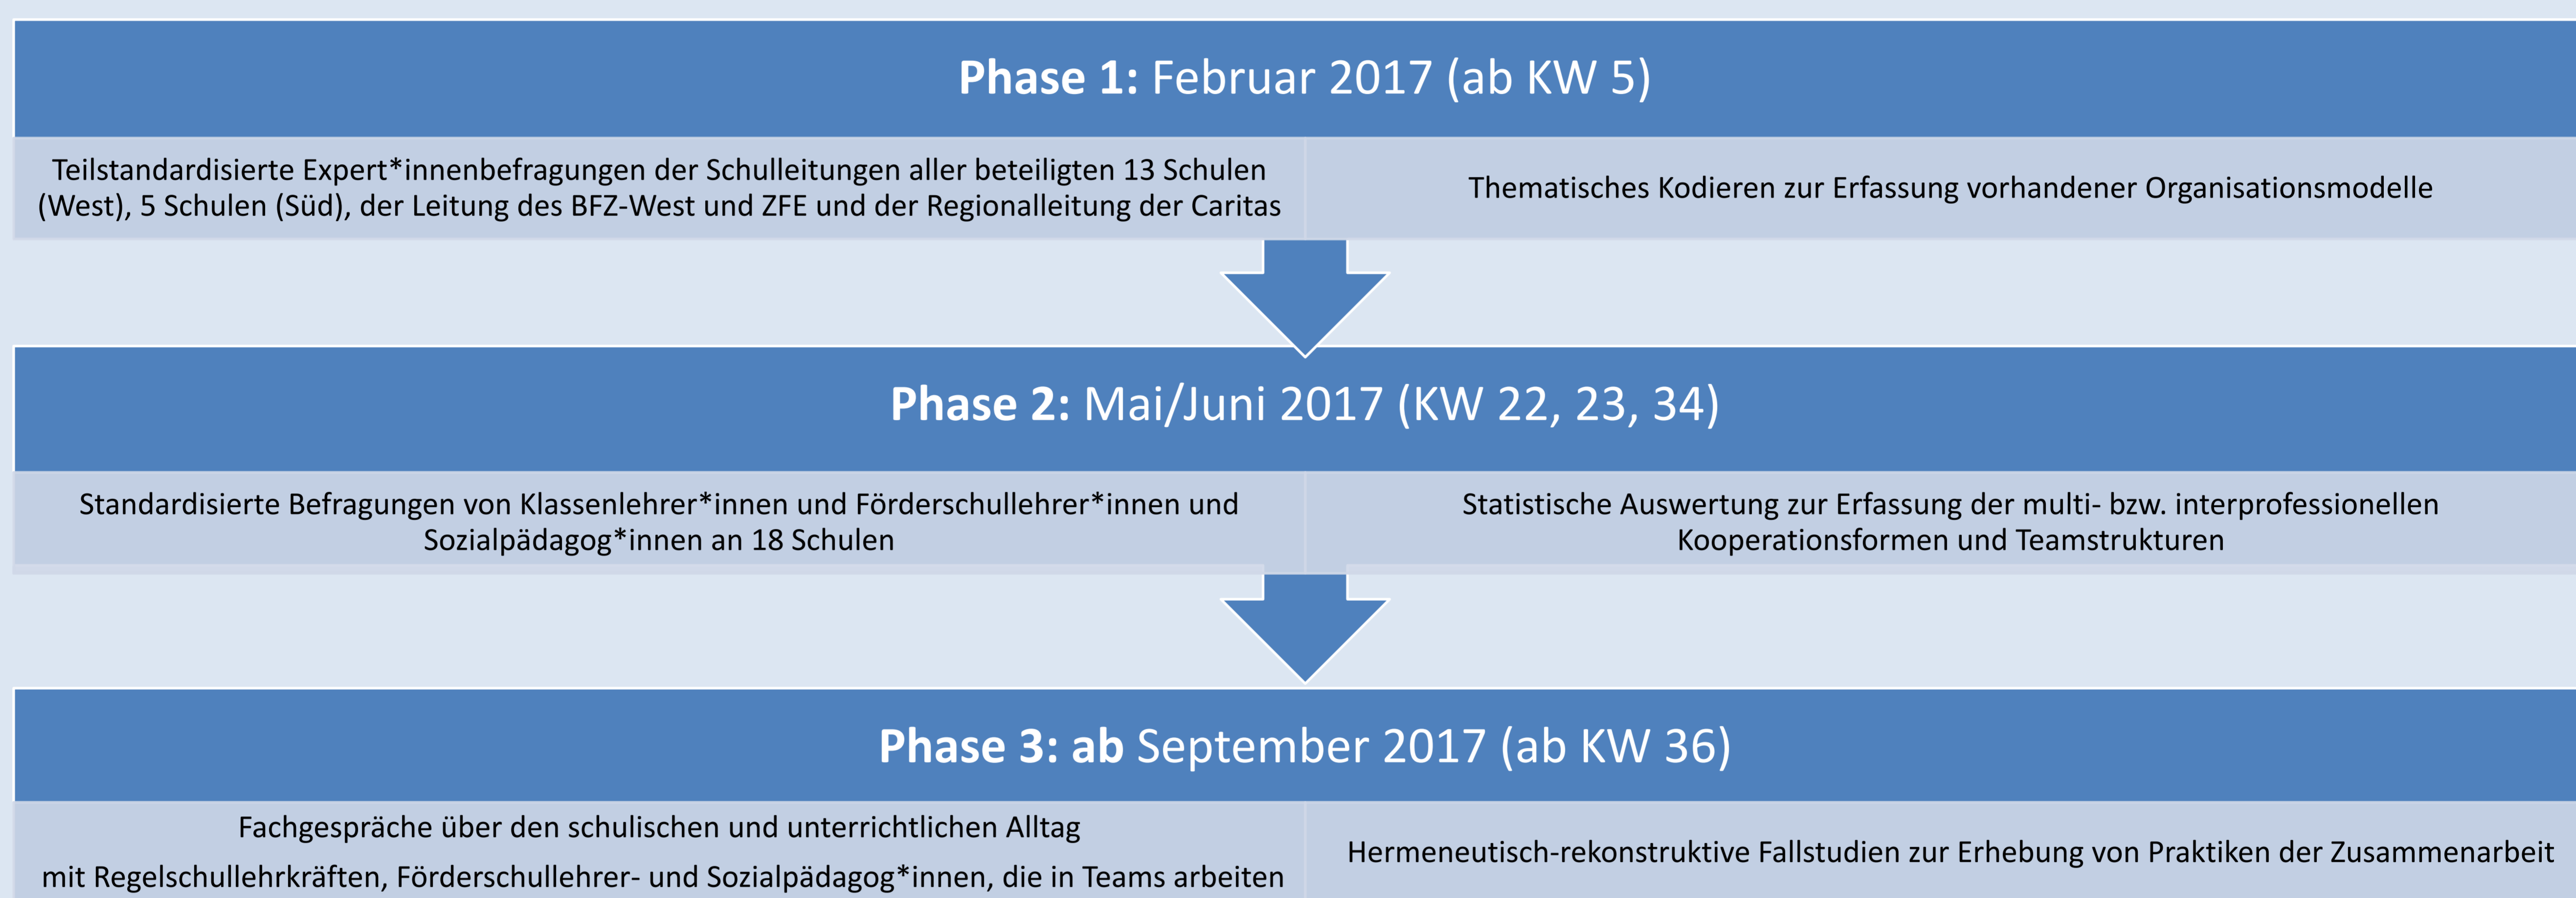 Phase 1: Februar 2017 (ab KW 5)
Teilstandardisierte Expert*innenbefragungen der Schulleitungen aller beteiligten 13 Schulen
(West), 5 Schulen (Süd), der Leitung des BFZ-West und ZFE und der Regionalleitung der Caritas
Thematisches Kodieren zur Erfassung vorhandener Organisationsmodelle
Phase 2: Mai/Juni 2017 (KW 22, 23, 34)
Standardisierte Befragungen von Klassenlehrer*innen und Förderschullehrer*innen und
Sozialpädagog*innen an 18 Schulen
Statistische Auswertung zur Erfassung der multi- bzw. interprofessionellen
Kooperationsformen und Teamstrukturen
Phase 3: ab September 2017 (ab KW 36)
Fachgespräche über den schulischen und unterrichtlichen Alltag
mit Regelschullehrkräften, Förderschullehrer- und Sozialpädagog*innen, die in Teams arbeiten
Hermeneutisch-rekonstruktive Fallstudien zur Erhebung von Praktiken der Zusammenarbeit